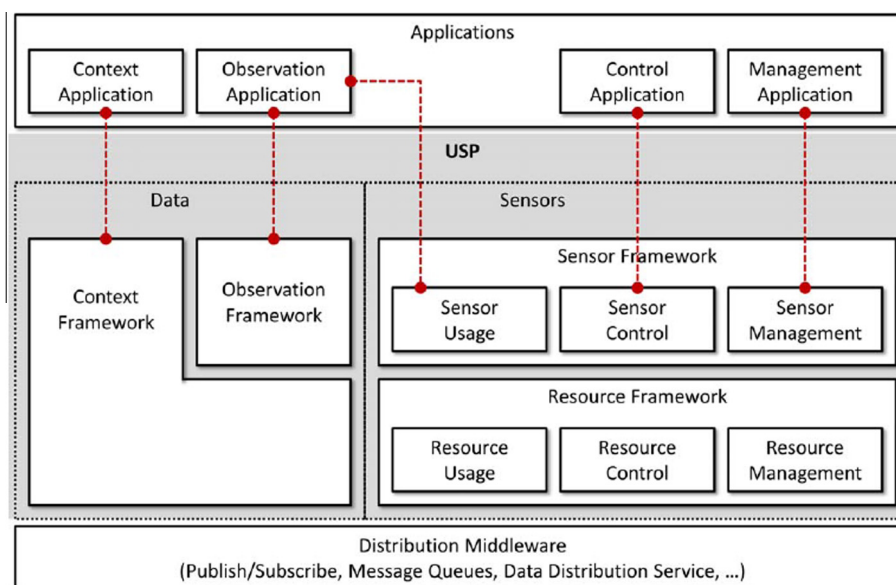 Applications
Context
Application
Observation
Application
Control
Application
Management
Application
USP
Data
Sensors
Context
Framework
Observation
Framework
Sensor Framework
Sensor
Usage
Sensor
Control
Sensor
Management
Resource Framework
Resource
Usage
Resource
Control
Resource
Management
Distribution Middleware
(Publish/Subscribe, Message Queues, Data Distribution Service, ...)